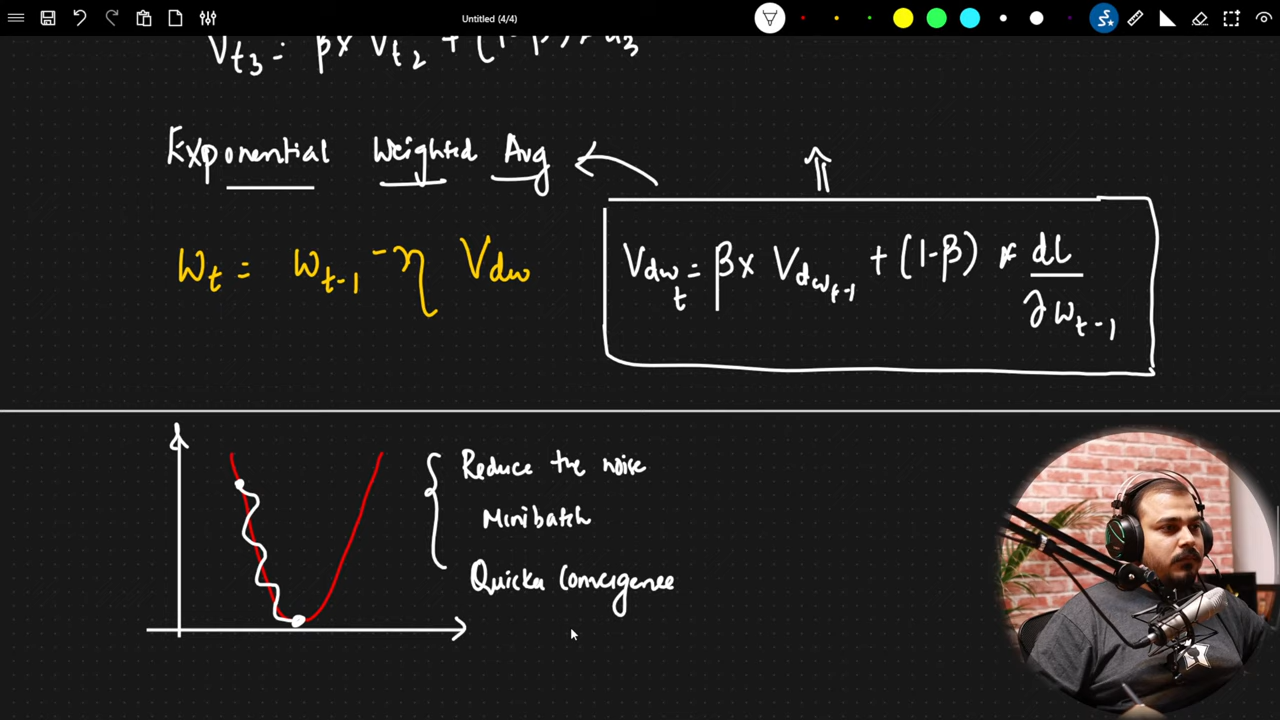 Untitled (4/4)
Vt3 = β × Vt2 + (1-β) * a3
Exponential Weighted Avg
Wt = Wt-1 - η Vdw
Vdwt = β × Vdwt-1 + (1-β) * dL/∂wt-1
Reduce the noise
Minibatch
Quicker Convergence